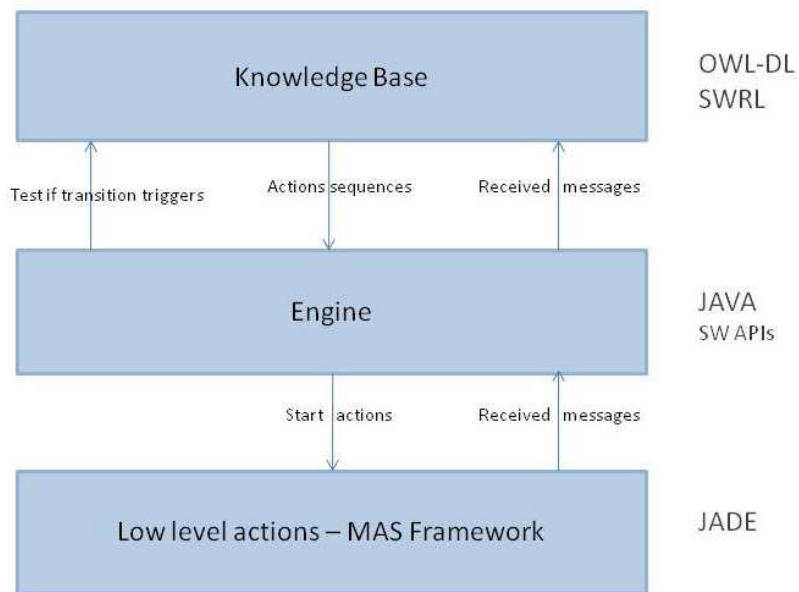 Knowledge Base
OWL-DL
SWRL
Test if transition triggers
Actions sequences
Received messages
Engine
JAVA
SW APIs
Start actions
Received messages
Low level actions – MAS Framework
JADE